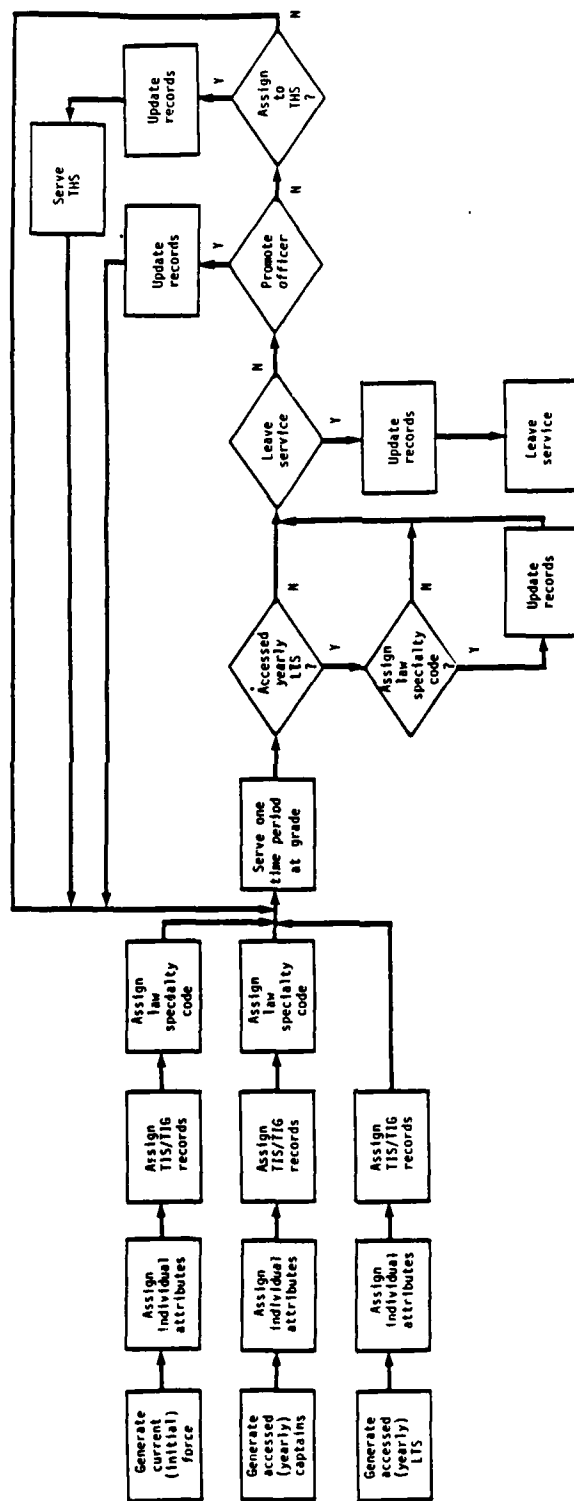 Generate
current
(initial)
force
Assign
individual
attributes
Assign
TIS/TIG
records
Assign
law
specialty
code
Generate
accessed
(yearly)
captains
Assign
individual
attributes
Assign
TIS/TIG
records
Assign
law
specialty
code
Generate
accessed
(yearly)
LTS
Assign
individual
attributes
Assign
TIS/TIG
records
Serve one
time period
at grade
Accessed
yearly
LTS
?
N
Y
Assign
law
specialty
code
?
N
Y
Update
records
Leave
service
N
Y
Update
records
Leave
service
Promote
officer
N
Y
Update
records
Assign
to
THS
?
N
Y
Update
records
Serve
THS